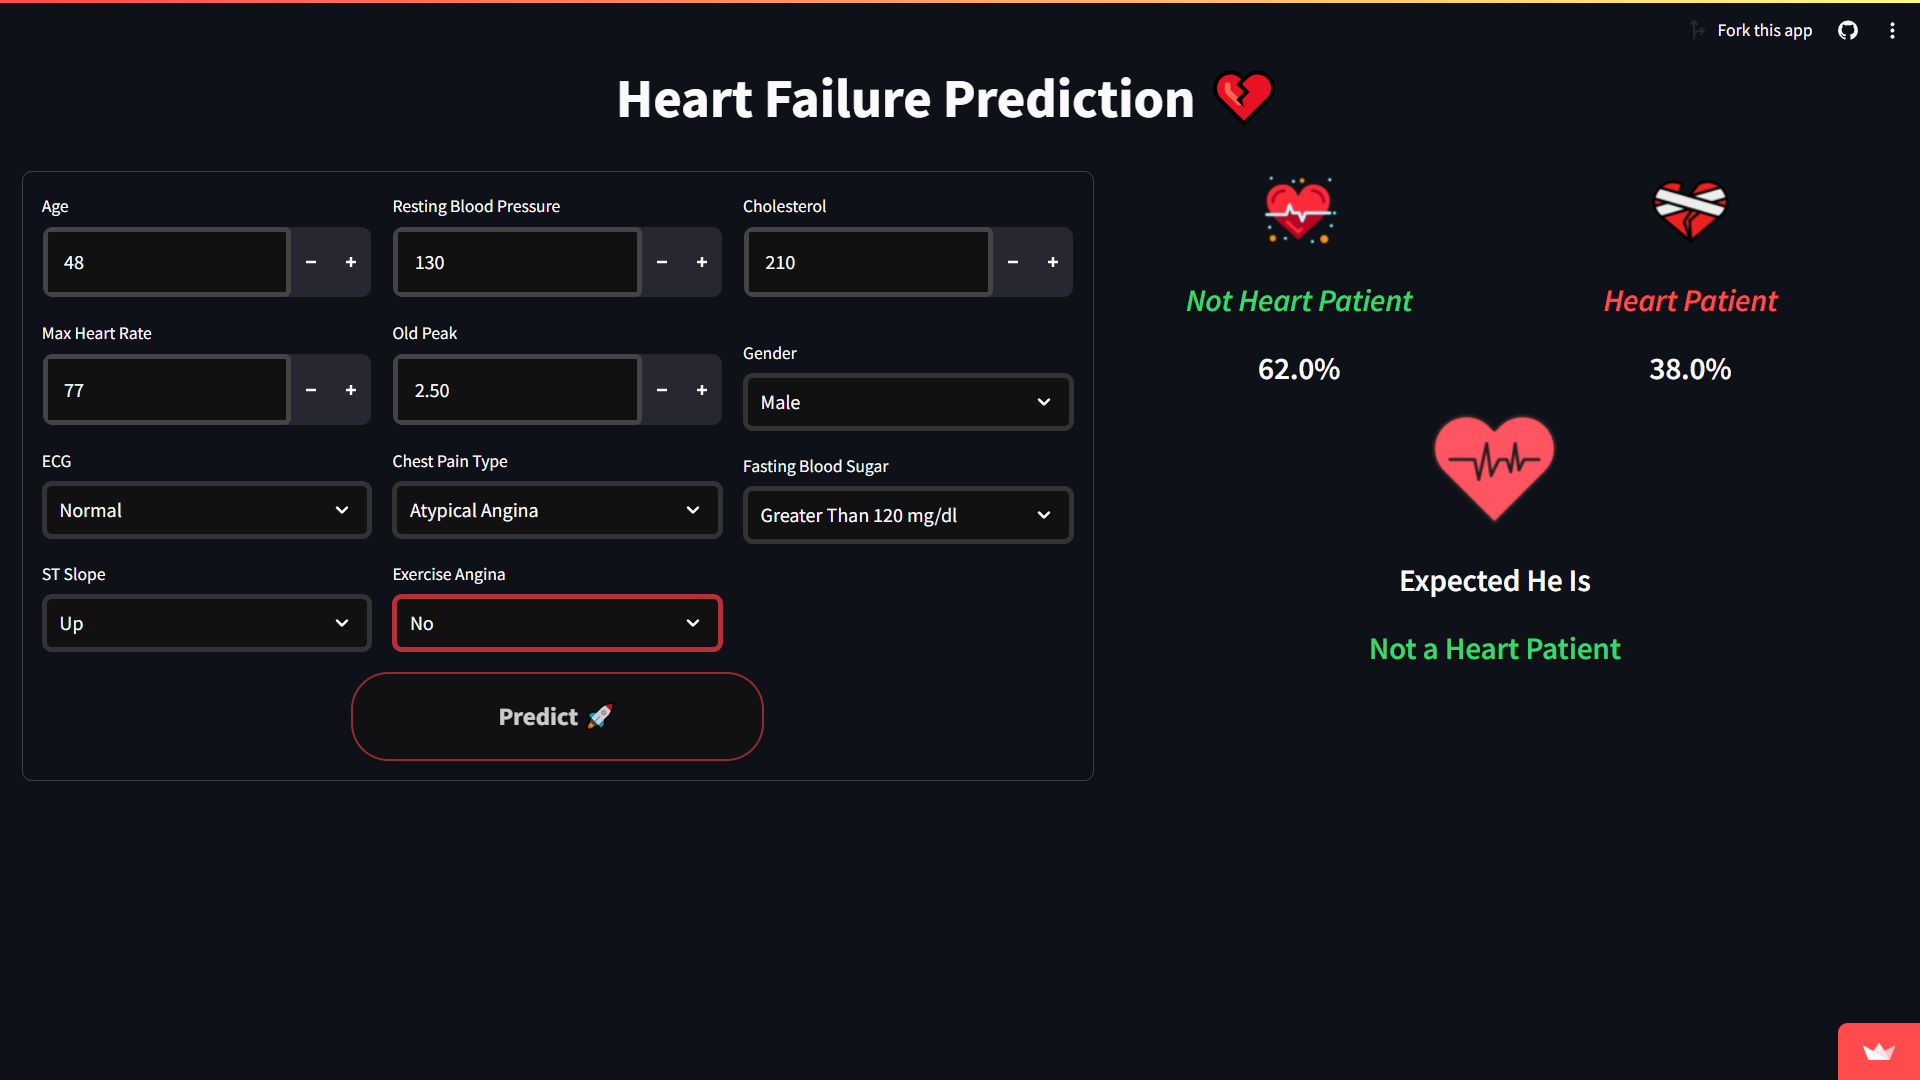 Fork this app
Heart Failure Prediction
Age
48
Resting Blood Pressure
130
Cholesterol
210
Max Heart Rate
77
Old Peak
2.50
Gender
Male
ECG
Normal
Chest Pain Type
Atypical Angina
Fasting Blood Sugar
Greater Than 120 mg/dl
ST Slope
Up
Exercise Angina
No
Predict
Not Heart Patient
62.0%
Heart Patient
38.0%
Expected He Is
Not a Heart Patient